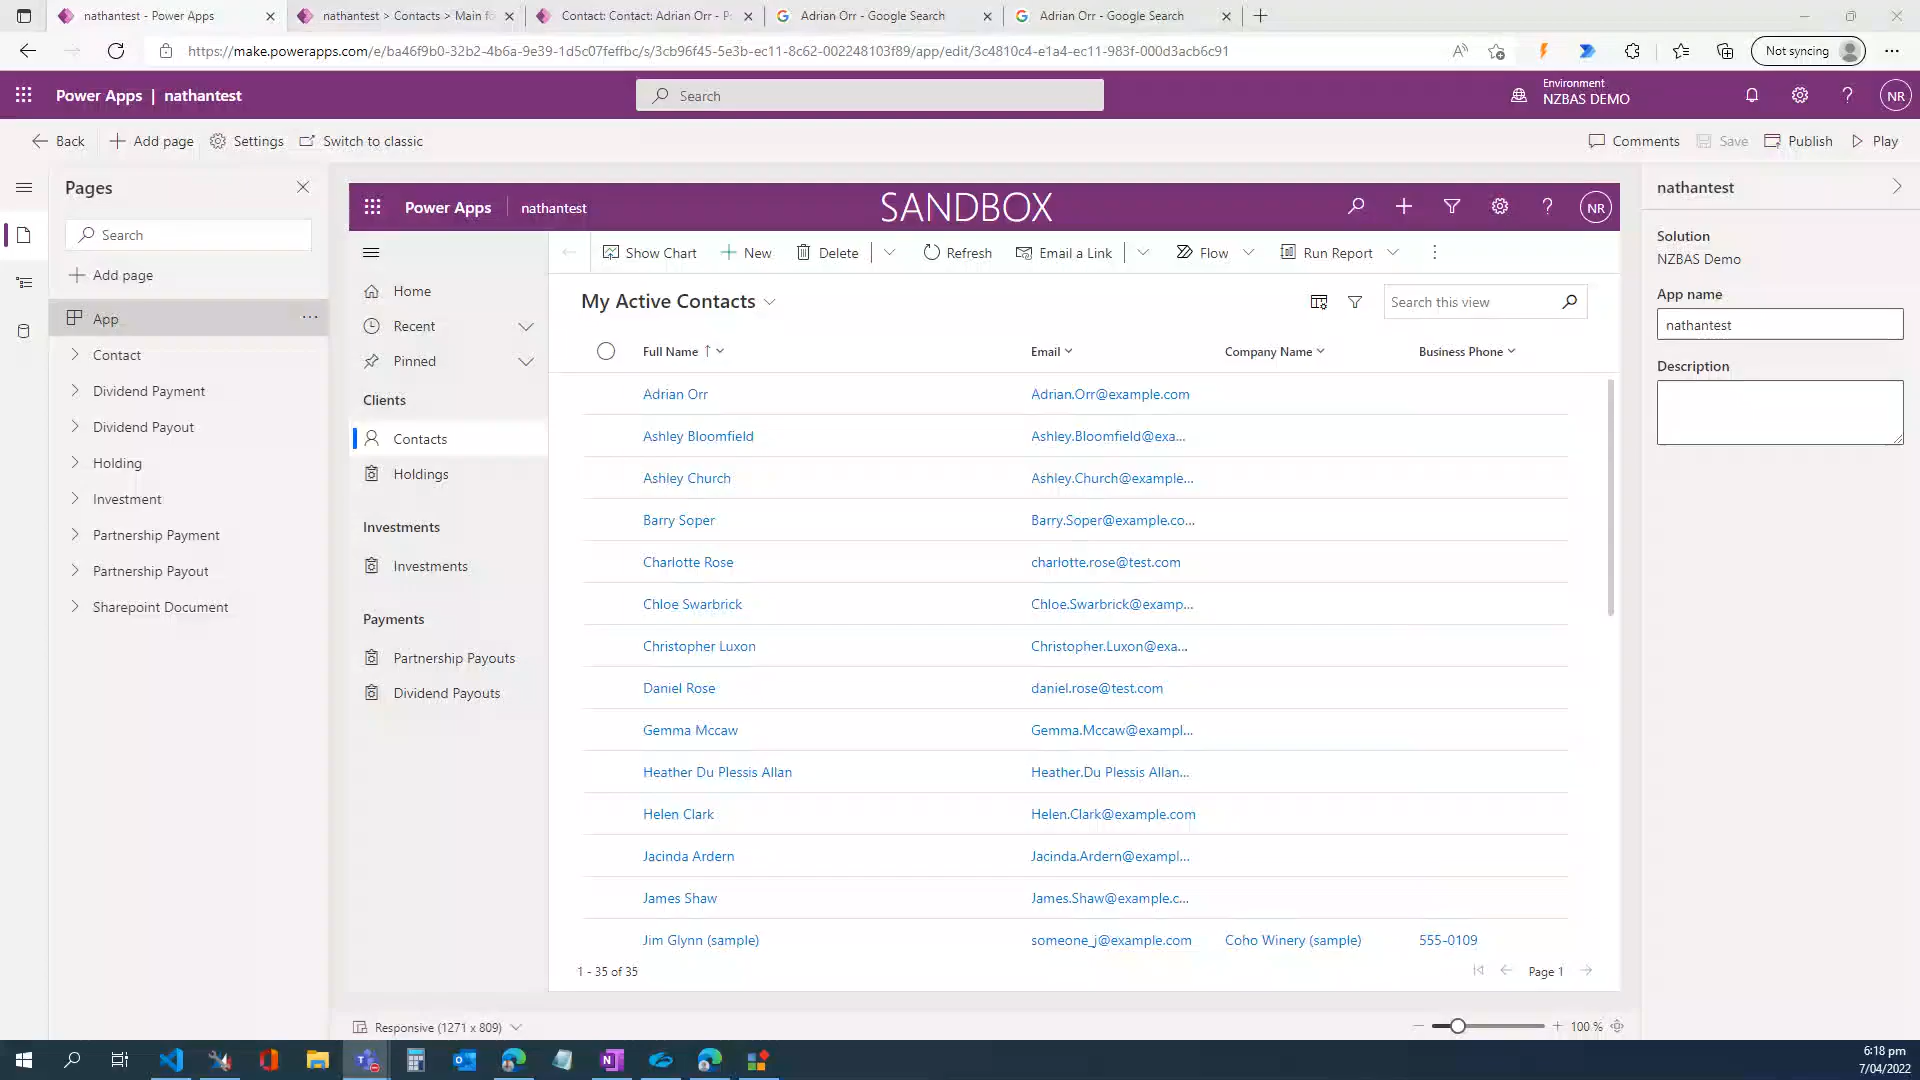 nathantest - Power Apps
nathantest > Contacts > Main fo
Contact: Contact: Adrian Orr - P
Adrian Orr - Google Search
Adrian Orr - Google Search
https://make.powerapps.com/e/ba46f9b0-32b2-4b6a-9e39-1d5c07feffbc/s/3cb96f45-5e3b-ec11-8c62-002248103f89/app/edit/3c4810c4-e1a4-ec11-983f-000d3acb6c91
Not syncing
Power Apps | nathantest
Search
Environment
NZBAS DEMO
NR
Back
Add page
Settings
Switch to classic
Comments
Save
Publish
Play
Pages
Search
Add page
App
Contact
Dividend Payment
Dividend Payout
Holding
Investment
Partnership Payment
Partnership Payout
Sharepoint Document
Power Apps
nathantest
SANDBOX
NR
Home
Recent
Pinned
Clients
Contacts
Holdings
Investments
Investments
Payments
Partnership Payouts
Dividend Payouts
Show Chart
New
Delete
Refresh
Email a Link
Flow
Run Report
My Active Contacts
Search this view
Full Name ↑ Email Company Name Business Phone
Adrian Orr Adrian.Orr@example.com
Ashley Bloomfield Ashley.Bloomfield@exa...
Ashley Church Ashley.Church@example...
Barry Soper Barry.Soper@example.co...
Charlotte Rose charlotte.rose@test.com
Chloe Swarbrick Chloe.Swarbrick@examp...
Christopher Luxon Christopher.Luxon@exa...
Daniel Rose daniel.rose@test.com
Gemma Mccaw Gemma.Mccaw@exampl...
Heather Du Plessis Allan Heather.Du Plessis Allan...
Helen Clark Helen.Clark@example.com
Jacinda Ardern Jacinda.Ardern@exampl...
James Shaw James.Shaw@example.c...
Jim Glynn (sample) someone_j@example.com Coho Winery (sample) 555-0109
1 - 35 of 35
Page 1
Responsive (1271 x 809)
100 %
nathantest
Solution
NZBAS Demo
App name
nathantest
Description
6:18 pm
7/04/2022